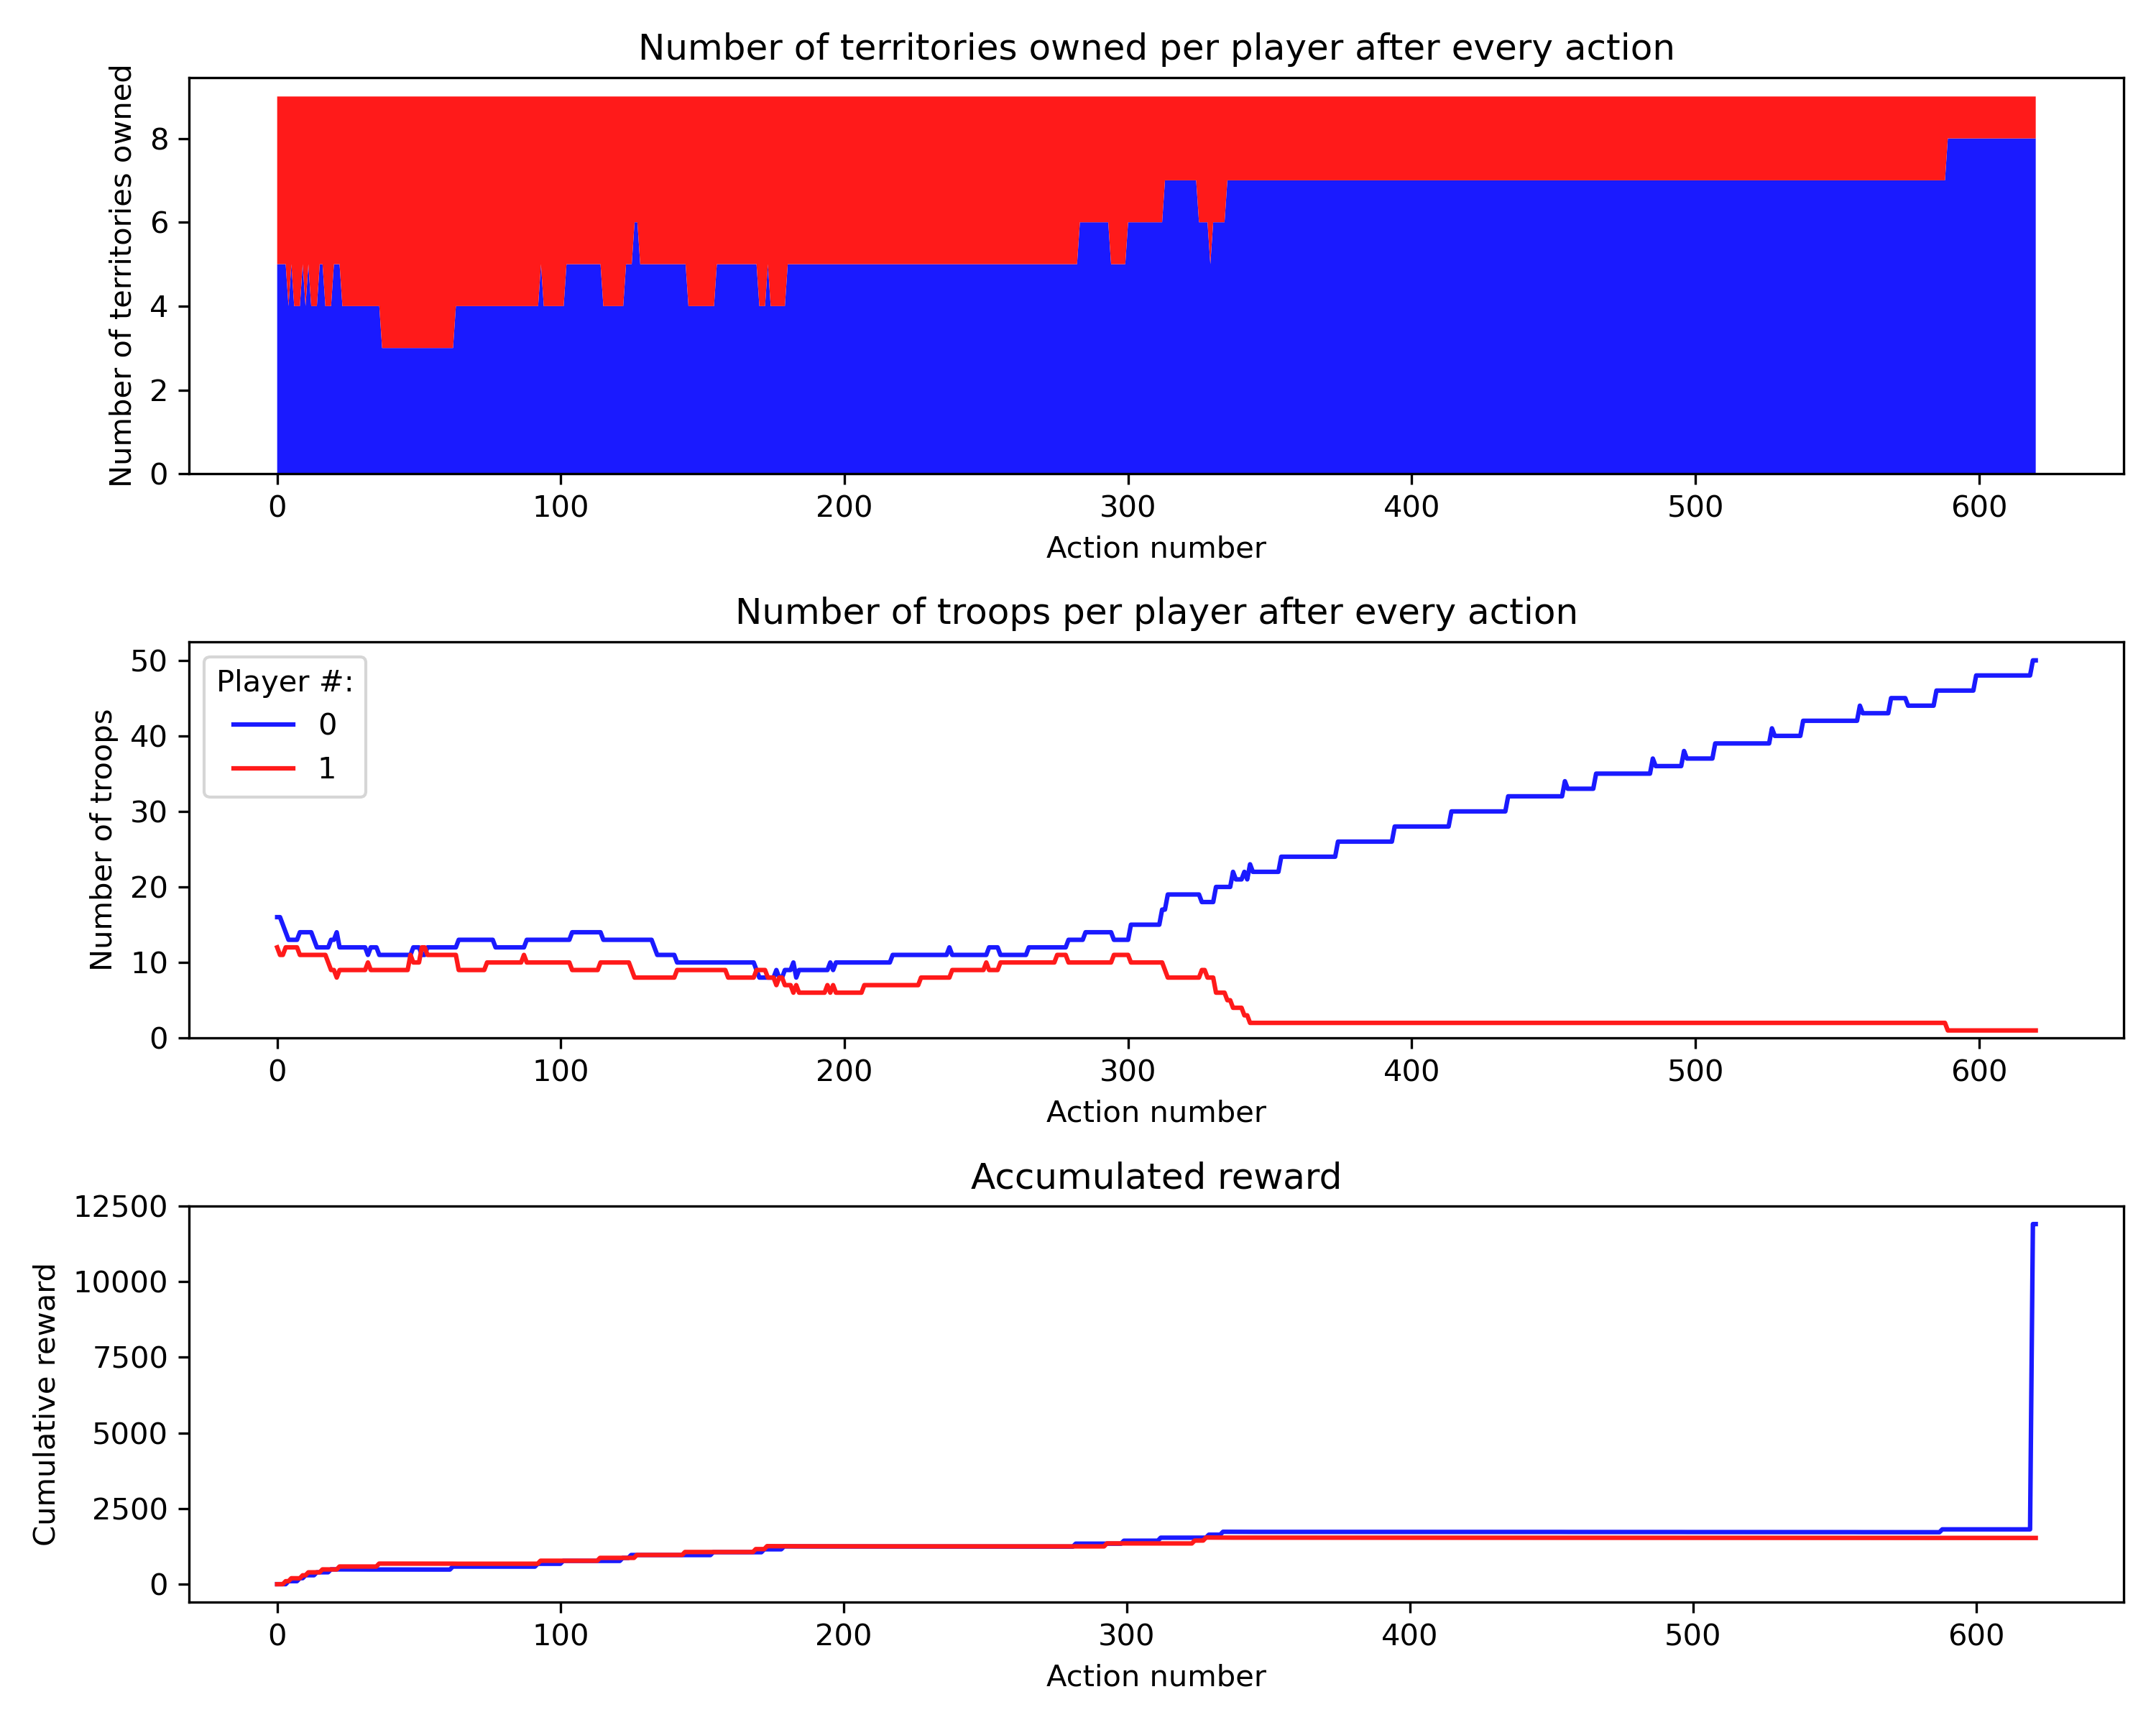 Number of territories owned per player after every action
Number of territories owned
8
6
4
2
0
0 100 200 300 400 500 600
Action number
Number of troops per player after every action
Number of troops
50
40
30
20
10
0
Player #:
0
1
0 100 200 300 400 500 600
Action number
Accumulated reward
Cumulative reward
12500
10000
7500
5000
2500
0
0 100 200 300 400 500 600
Action number